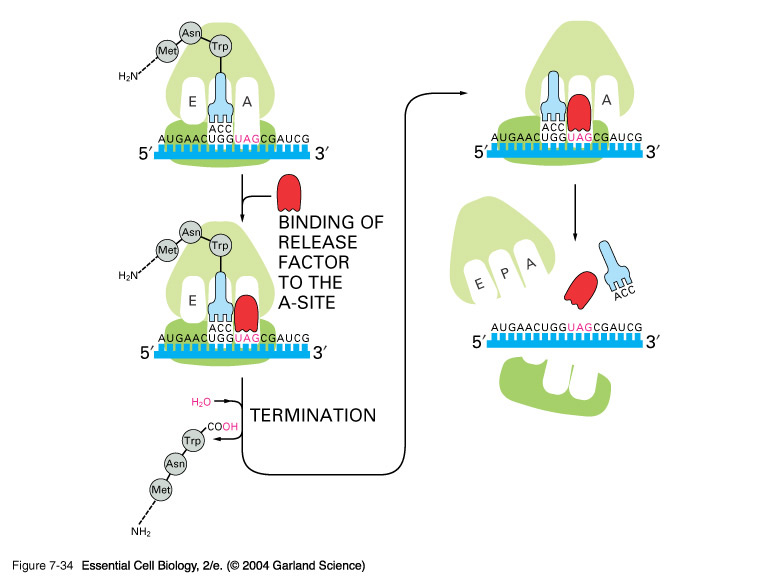 Asn
Met
Trp
H₂N
E
A
ACC
AUGAACUGGUAGCGAUCG
5′
3′
BINDING OF
RELEASE
FACTOR
TO THE
A-SITE
Asn
Met
Trp
H₂N
E
ACC
AUGAACUGGUAGCGAUCG
5′
3′
H₂O
TERMINATION
COOH
Trp
Asn
Met
NH₂
A
ACC
AUGAACUGGUAGCGAUCG
5′
3′
E P A
ACC
AUGAACUGGUAGCGAUCG
5′
3′
Figure 7-34 Essential Cell Biology, 2/e. (© 2004 Garland Science)